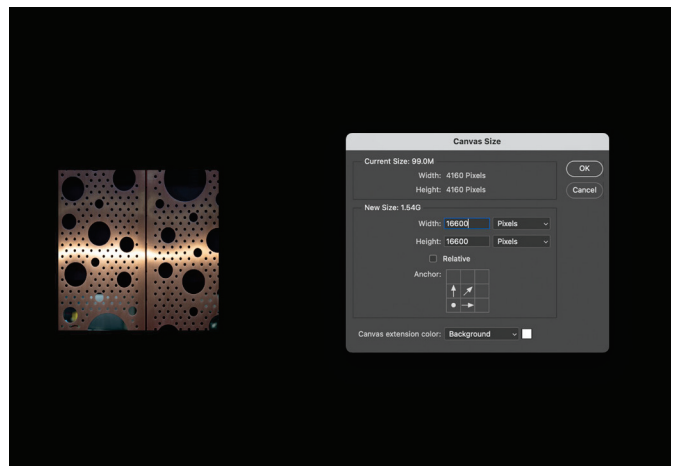 Canvas Size
Current Size: 99.0M
Width: 4160 Pixels
Height: 4160 Pixels
OK
Cancel
New Size: 1.54G
Width: 16600 Pixels
Height: 16600 Pixels
Relative
Anchor:
Canvas extension color: Background